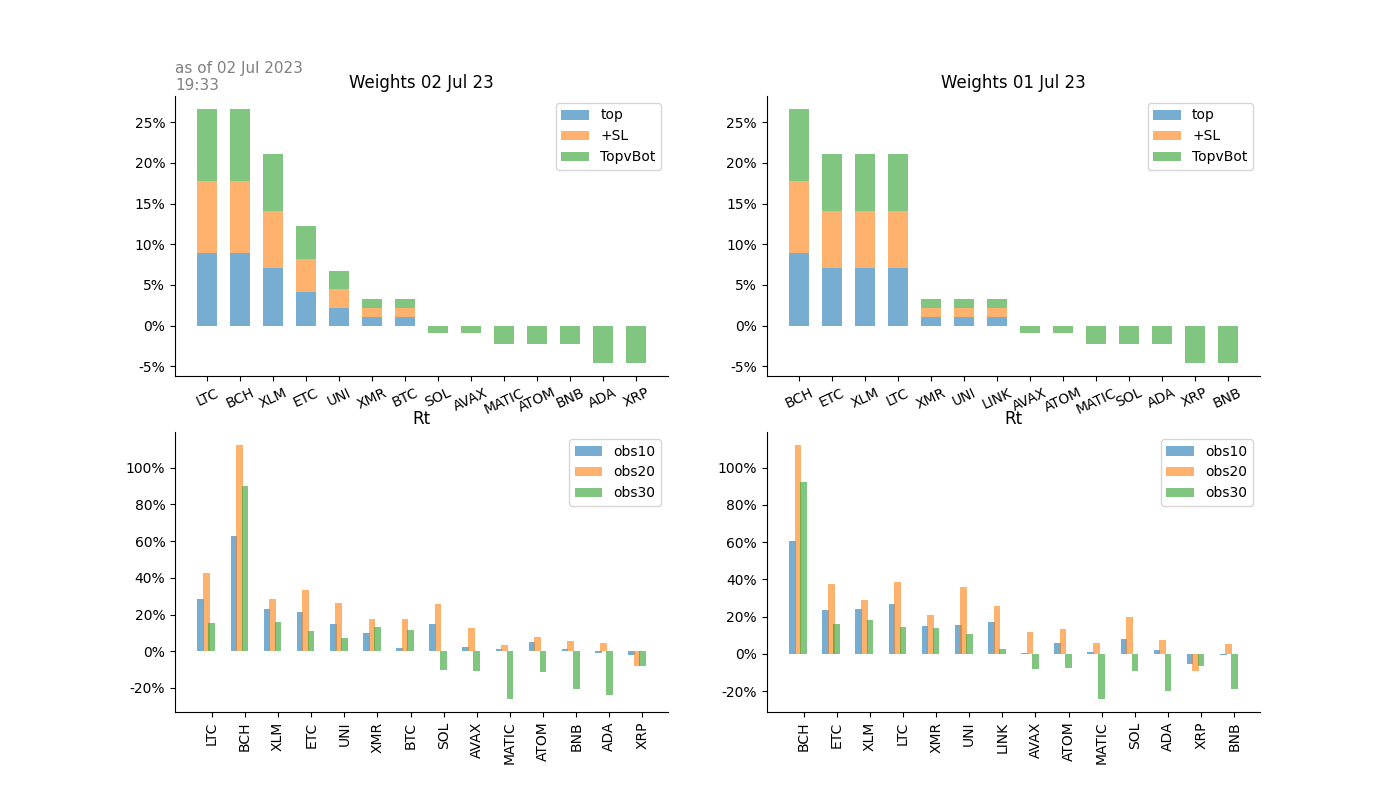 as of 02 Jul 2023
19:33
Weights 02 Jul 23
25%
20%
15%
10%
5%
0%
-5%
top
+SL
TopvBot
LTC BCH XLM ETC UNI XMR BTC SOL AVAX MATIC ATOM BNB ADA XRP
Weights 01 Jul 23
25%
20%
15%
10%
5%
0%
-5%
top
+SL
TopvBot
BCH ETC XLM LTC XMR UNI LINK AVAX ATOM MATIC SOL ADA XRP BNB
Rt
100%
80%
60%
40%
20%
0%
-20%
obs10
obs20
obs30
LTC BCH XLM ETC UNI XMR BTC SOL AVAX MATIC ATOM BNB ADA XRP
Rt
100%
80%
60%
40%
20%
0%
-20%
obs10
obs20
obs30
BCH ETC XLM LTC XMR UNI LINK AVAX ATOM MATIC SOL ADA XRP BNB